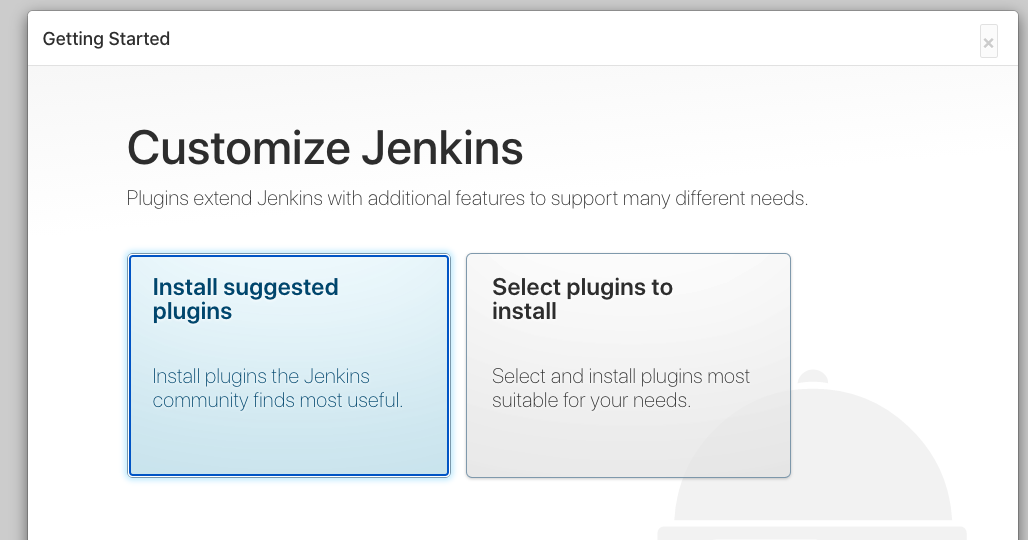 Getting Started
×
Customize Jenkins
Plugins extend Jenkins with additional features to support many different needs.
Install suggested
plugins
Install plugins the Jenkins
community finds most useful.
Select plugins to
install
Select and install plugins most
suitable for your needs.